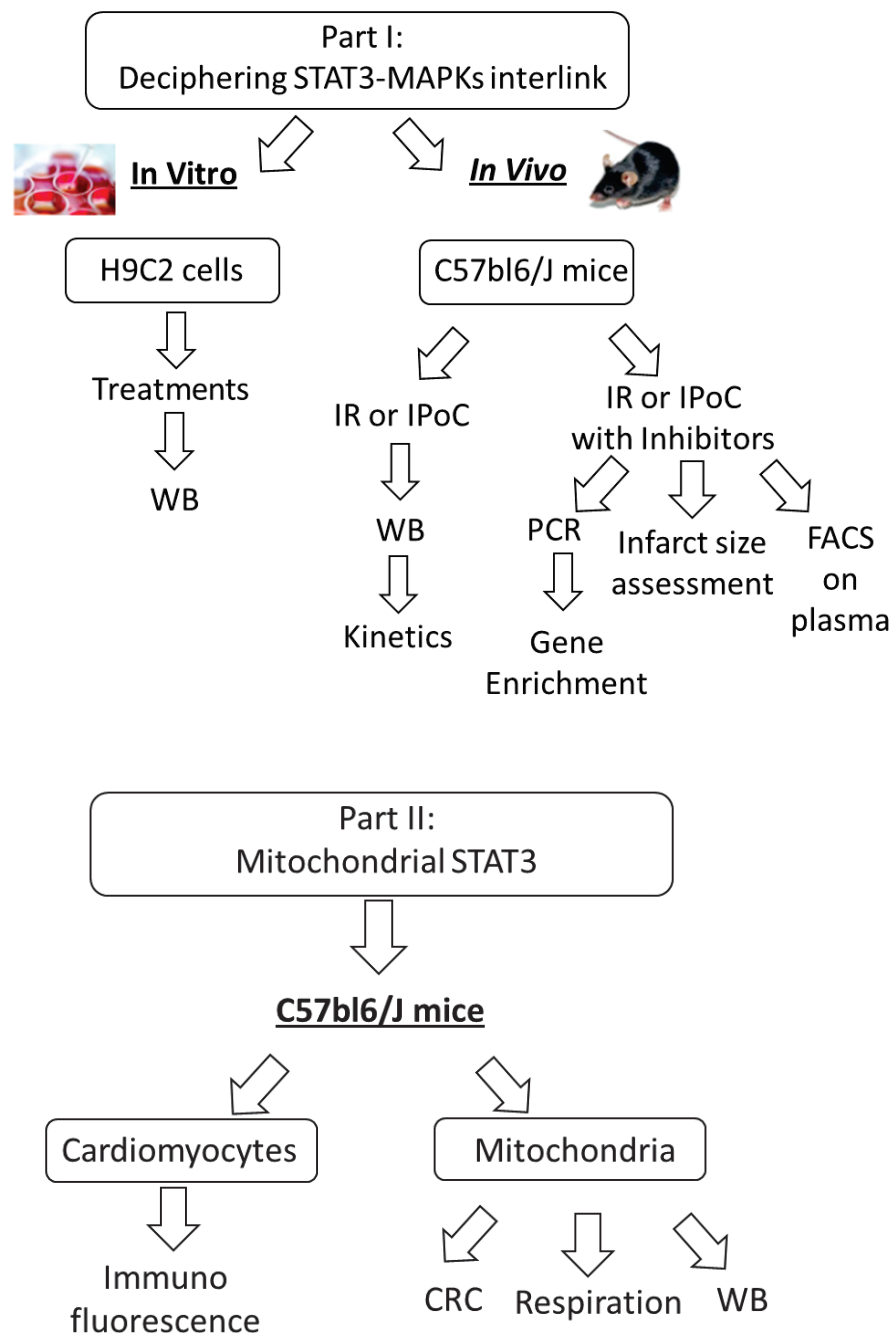 Part I:
Deciphering STAT3-MAPKs interlink
In Vitro
In Vivo
H9C2 cells
C57bl6/J mice
Treatments
WB
IR or IPoC
WB
Kinetics
IR or IPoC
with Inhibitors
PCR
Gene
Enrichment
Infarct size
assessment
FACS
on
plasma
Part II:
Mitochondrial STAT3
C57bl6/J mice
Cardiomyocytes
Mitochondria
Immuno
fluorescence
CRC
Respiration
WB